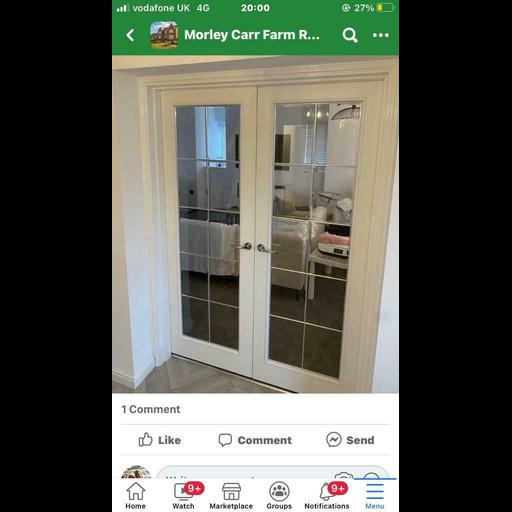 vodafone UK 4G 20:00 27%
Morley Carr Farm R...
1 Comment
Like Comment Send
9+ 9+
Home Watch Marketplace Groups Notifications Menu